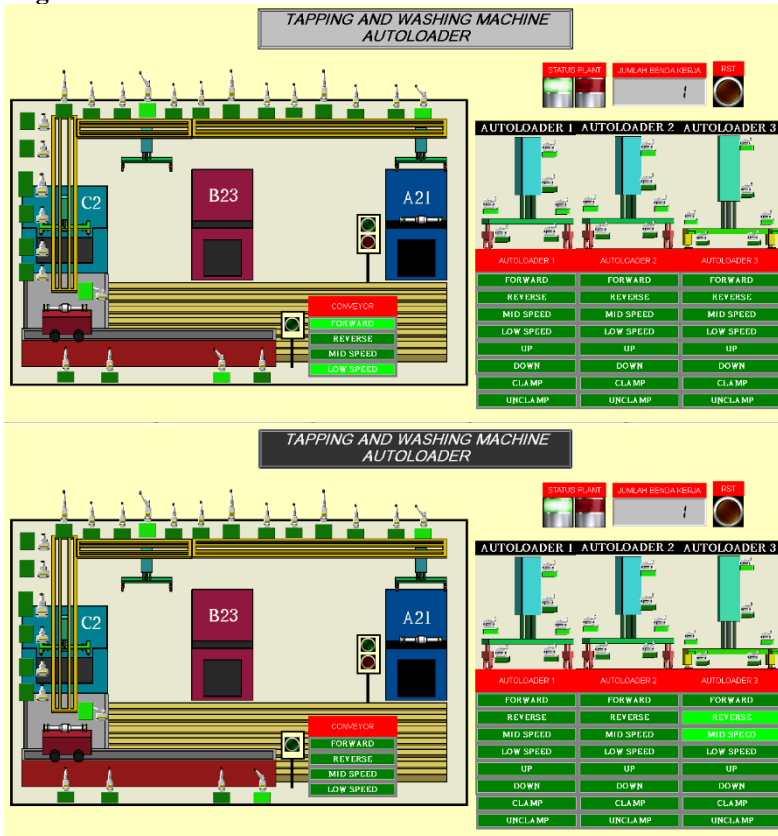 TAPPING AND WASHING MACHINE
AUTOLOADER
STATUS PLANT JUMLAH BENDA KERJA RST
1
AUTOLOADER 1 AUTOLOADER 2 AUTOLOADER 3
C2
B23
A21
AUTOLOADER 1 AUTOLOADER 2 AUTOLOADER 3
FORWARD FORWARD FORWARD
REVERSE REVERSE REVERSE
MID SPEED MID SPEED MID SPEED
LOW SPEED LOW SPEED LOW SPEED
UP UP UP
DOWN DOWN DOWN
CLAMP CLAMP CLAMP
UNCLAMP UNCLAMP UNCLAMP
CONVEYOR
FORWARD
REVERSE
MID SPEED
LOW SPEED
TAPPING AND WASHING MACHINE
AUTOLOADER
STATUS PLANT JUMLAH BENDA KERJA RST
1
AUTOLOADER 1 AUTOLOADER 2 AUTOLOADER 3
C2
B23
A21
AUTOLOADER 1 AUTOLOADER 2 AUTOLOADER 3
FORWARD FORWARD FORWARD
REVERSE REVERSE REVERSE
MID SPEED MID SPEED MID SPEED
LOW SPEED LOW SPEED LOW SPEED
UP UP UP
DOWN DOWN DOWN
CLAMP CLAMP CLAMP
UNCLAMP UNCLAMP UNCLAMP
CONVEYOR
FORWARD
REVERSE
MID SPEED
LOW SPEED